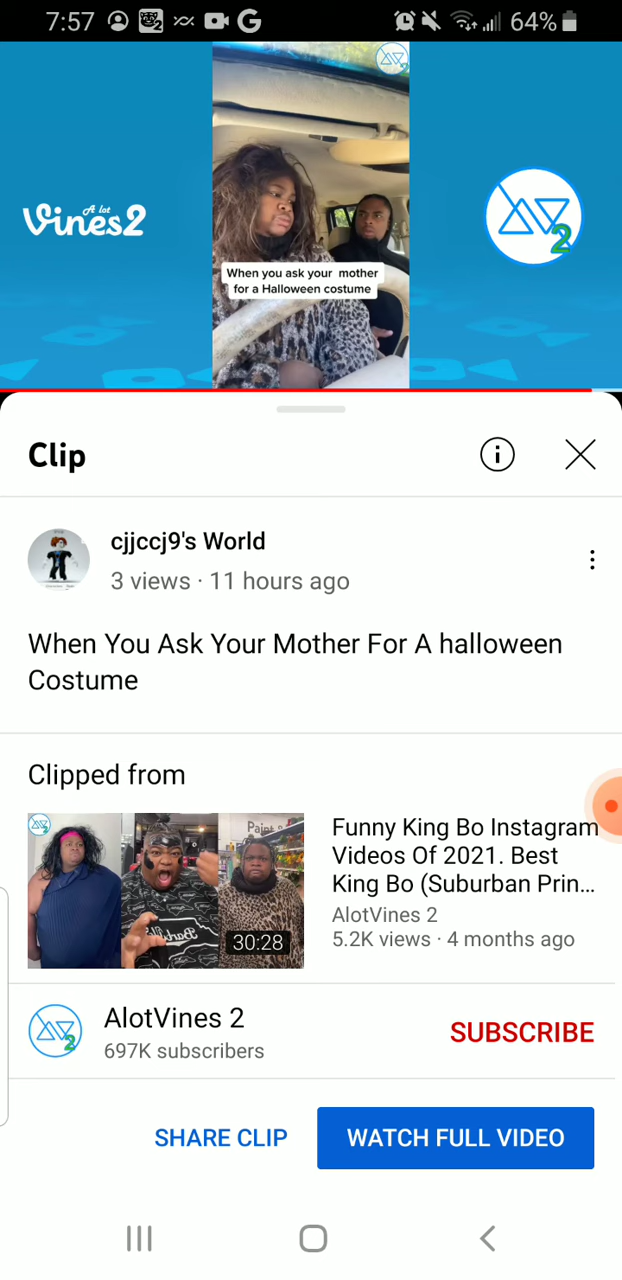 7:57
64%
A lot
Vines2
2
When you ask your mother
for a Halloween costume
Clip
cjjccj9's World
3 views · 11 hours ago
When You Ask Your Mother For A halloween
Costume
Clipped from
30:28
Funny King Bo Instagram
Videos Of 2021. Best
King Bo (Suburban Prin...
AlotVines 2
5.2K views · 4 months ago
AlotVines 2
697K subscribers
SUBSCRIBE
SHARE CLIP
WATCH FULL VIDEO